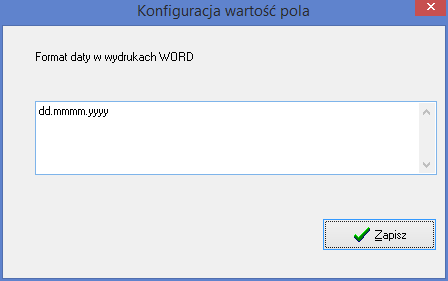 Konfiguracja wartość pola
Format daty w wydrukach WORD
dd.mmmm.yyyy
Zapisz